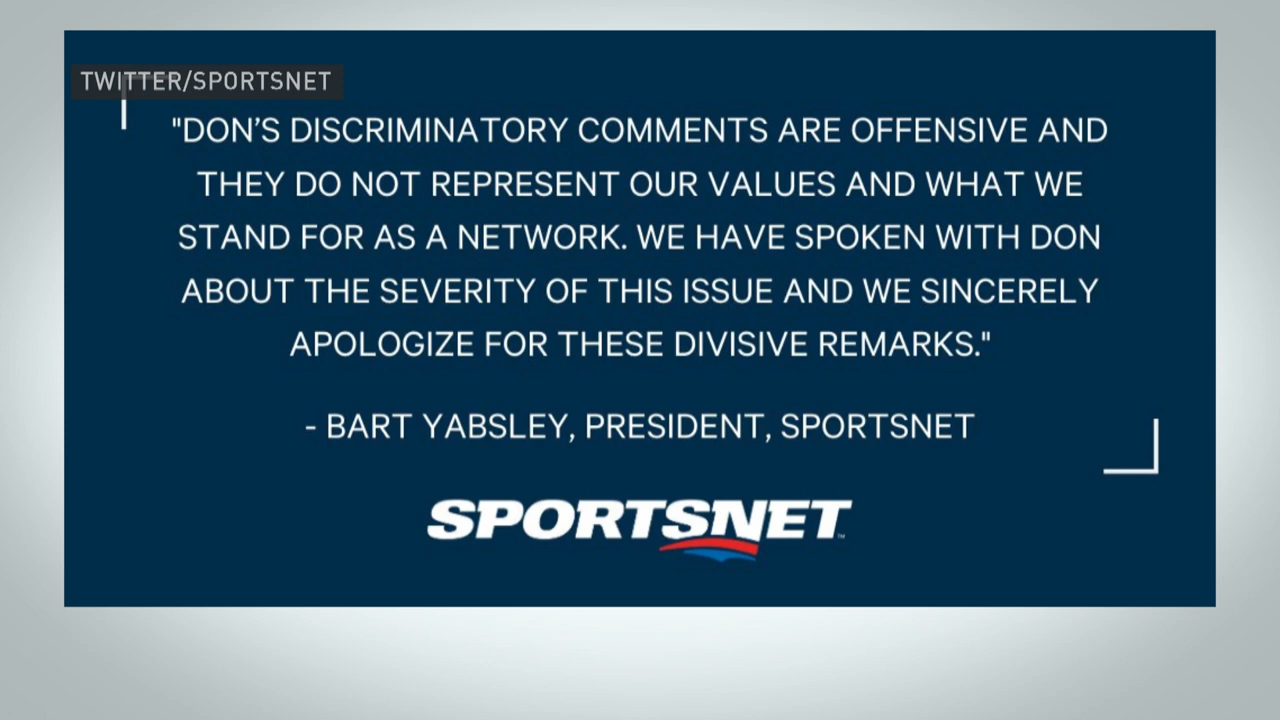 TWITTER/SPORTSNET
"DON’S DISCRIMINATORY COMMENTS ARE OFFENSIVE AND
THEY DO NOT REPRESENT OUR VALUES AND WHAT WE
STAND FOR AS A NETWORK. WE HAVE SPOKEN WITH DON
ABOUT THE SEVERITY OF THIS ISSUE AND WE SINCERELY
APOLOGIZE FOR THESE DIVISIVE REMARKS."
- BART YABSLEY, PRESIDENT, SPORTSNET
SPORTSNET™